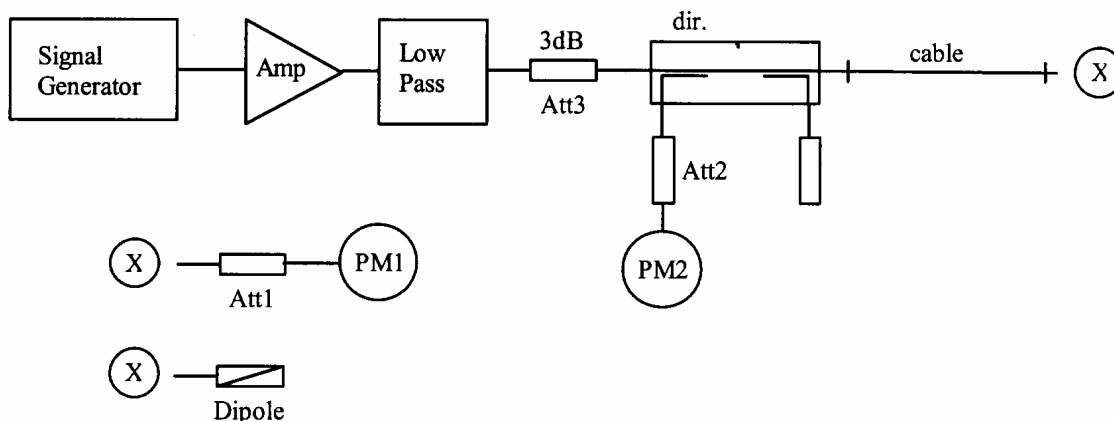 Signal
Generator
Amp
Low
Pass
3dB
Att3
dir.
cable
X
Att2
PM2
X
Att1
PM1
X
Dipole